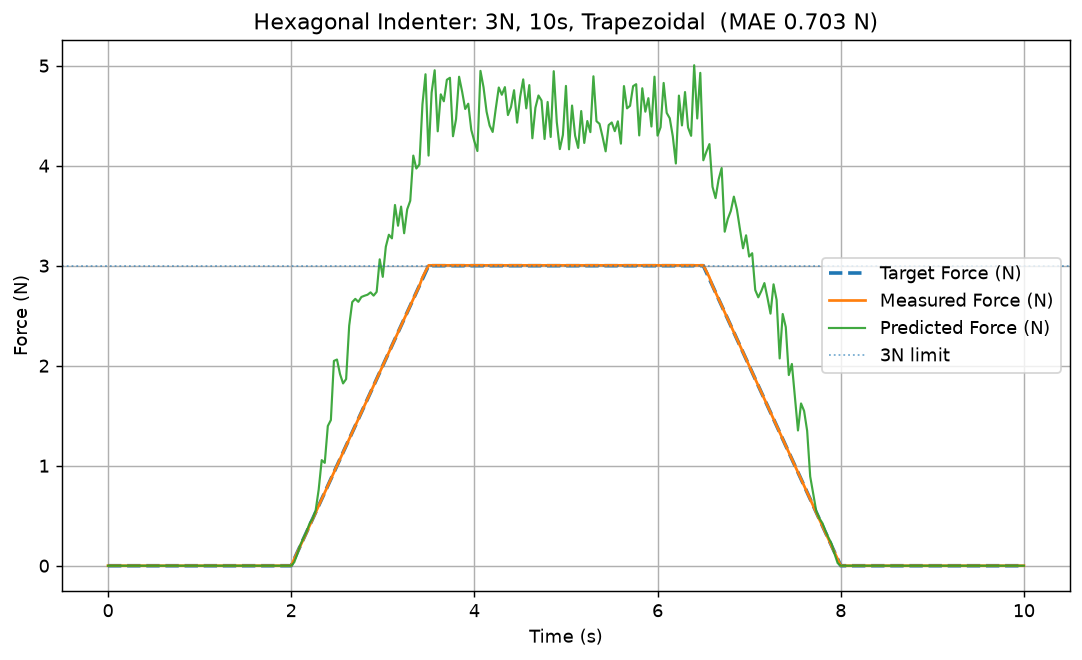 Hexagonal Indenter: 3N, 10s, Trapezoidal  (MAE 0.703 N)
5
4
3
2
1
0
Force (N)
Target Force (N)
Measured Force (N)
Predicted Force (N)
3N limit
0 2 4 6 8 10
Time (s)